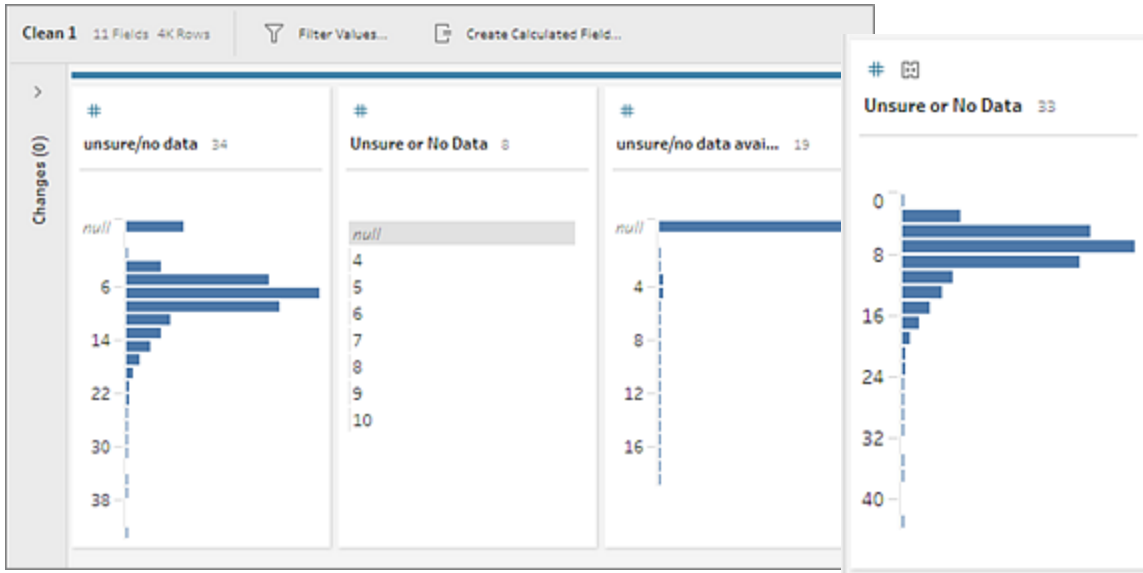 Clean 1 11 Fields 4K Rows Filter Values... Create Calculated Field...
Changes (0)
#
unsure/no data 34
null
6
14
22
30
38
#
Unsure or No Data 8
null
4
5
6
7
8
9
10
#
unsure/no data avai... 19
null
4
8
12
16
#
Unsure or No Data 33
0
8
16
24
32
40